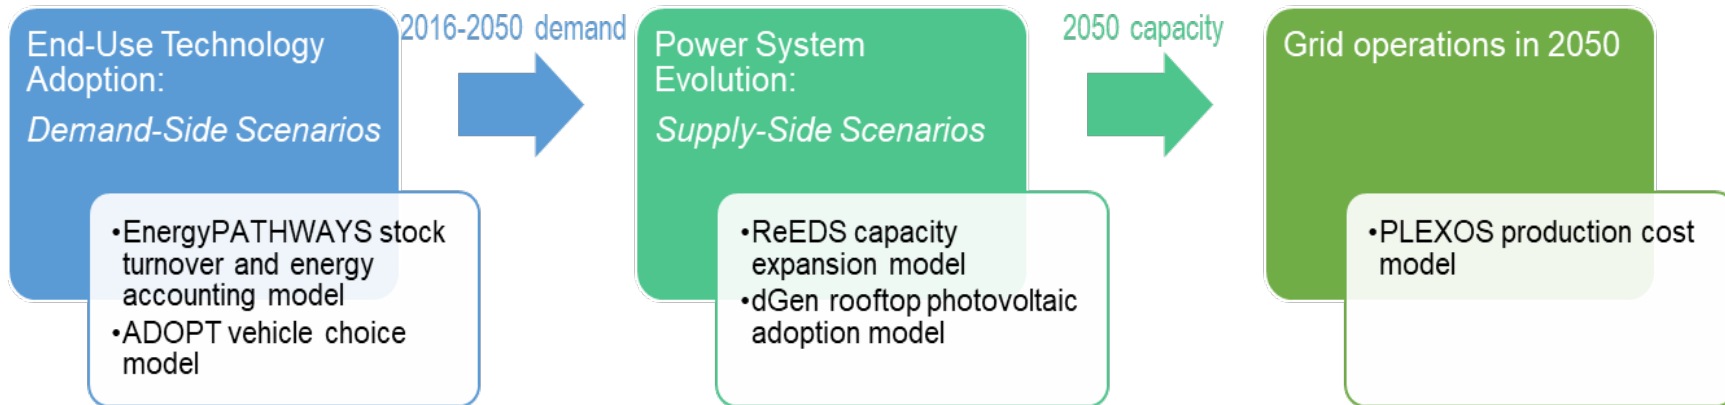 End-Use Technology
Adoption:
Demand-Side Scenarios
•EnergyPATHWAYS stock
turnover and energy
accounting model
•ADOPT vehicle choice
model
2016-2050 demand
Power System
Evolution:
Supply-Side Scenarios
•ReEDS capacity
expansion model
•dGen rooftop photovoltaic
adoption model
2050 capacity
Grid operations in 2050
•PLEXOS production cost
model